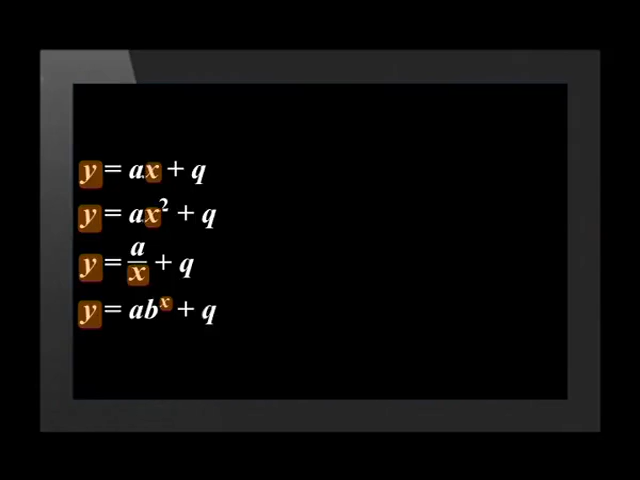 y = ax + q
y = ax² + q
y = a/x + q
y = abˣ + q